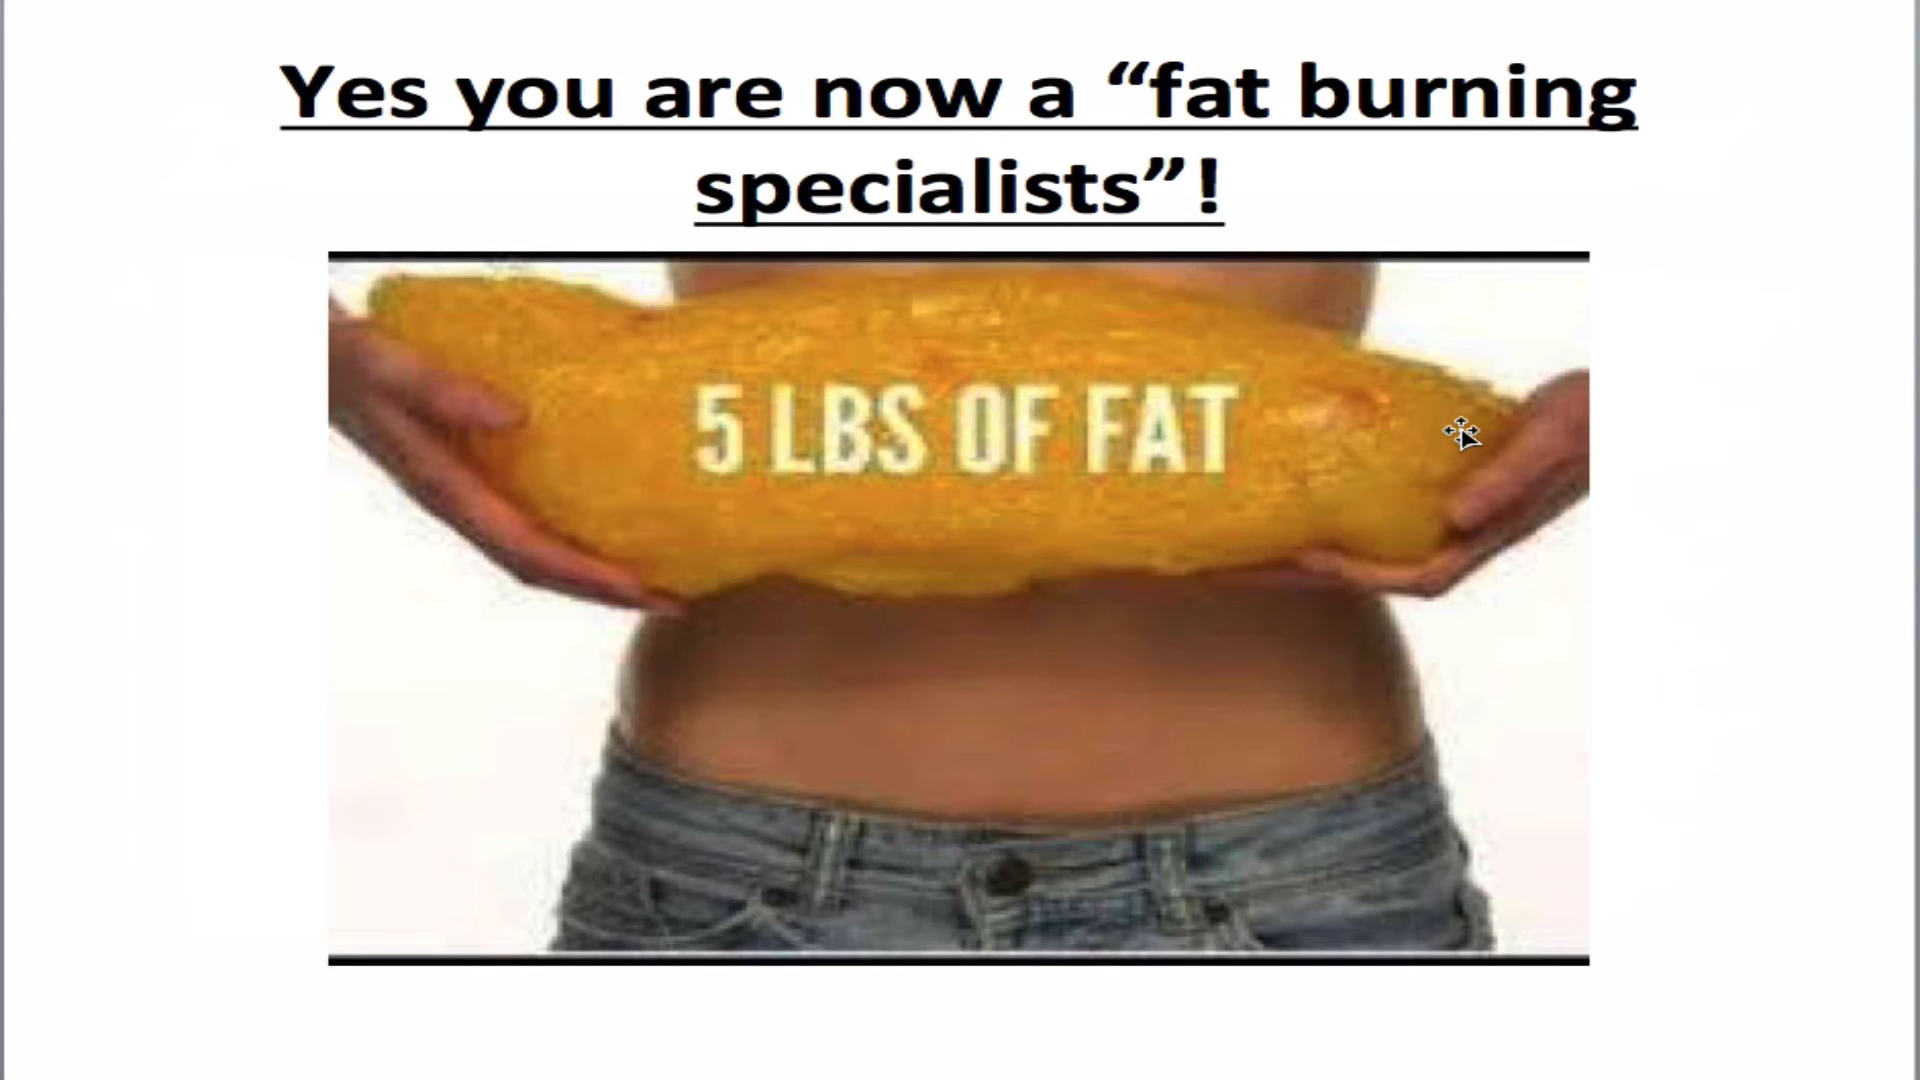 Yes you are now a “fat burning
specialists”!
5 LBS OF FAT